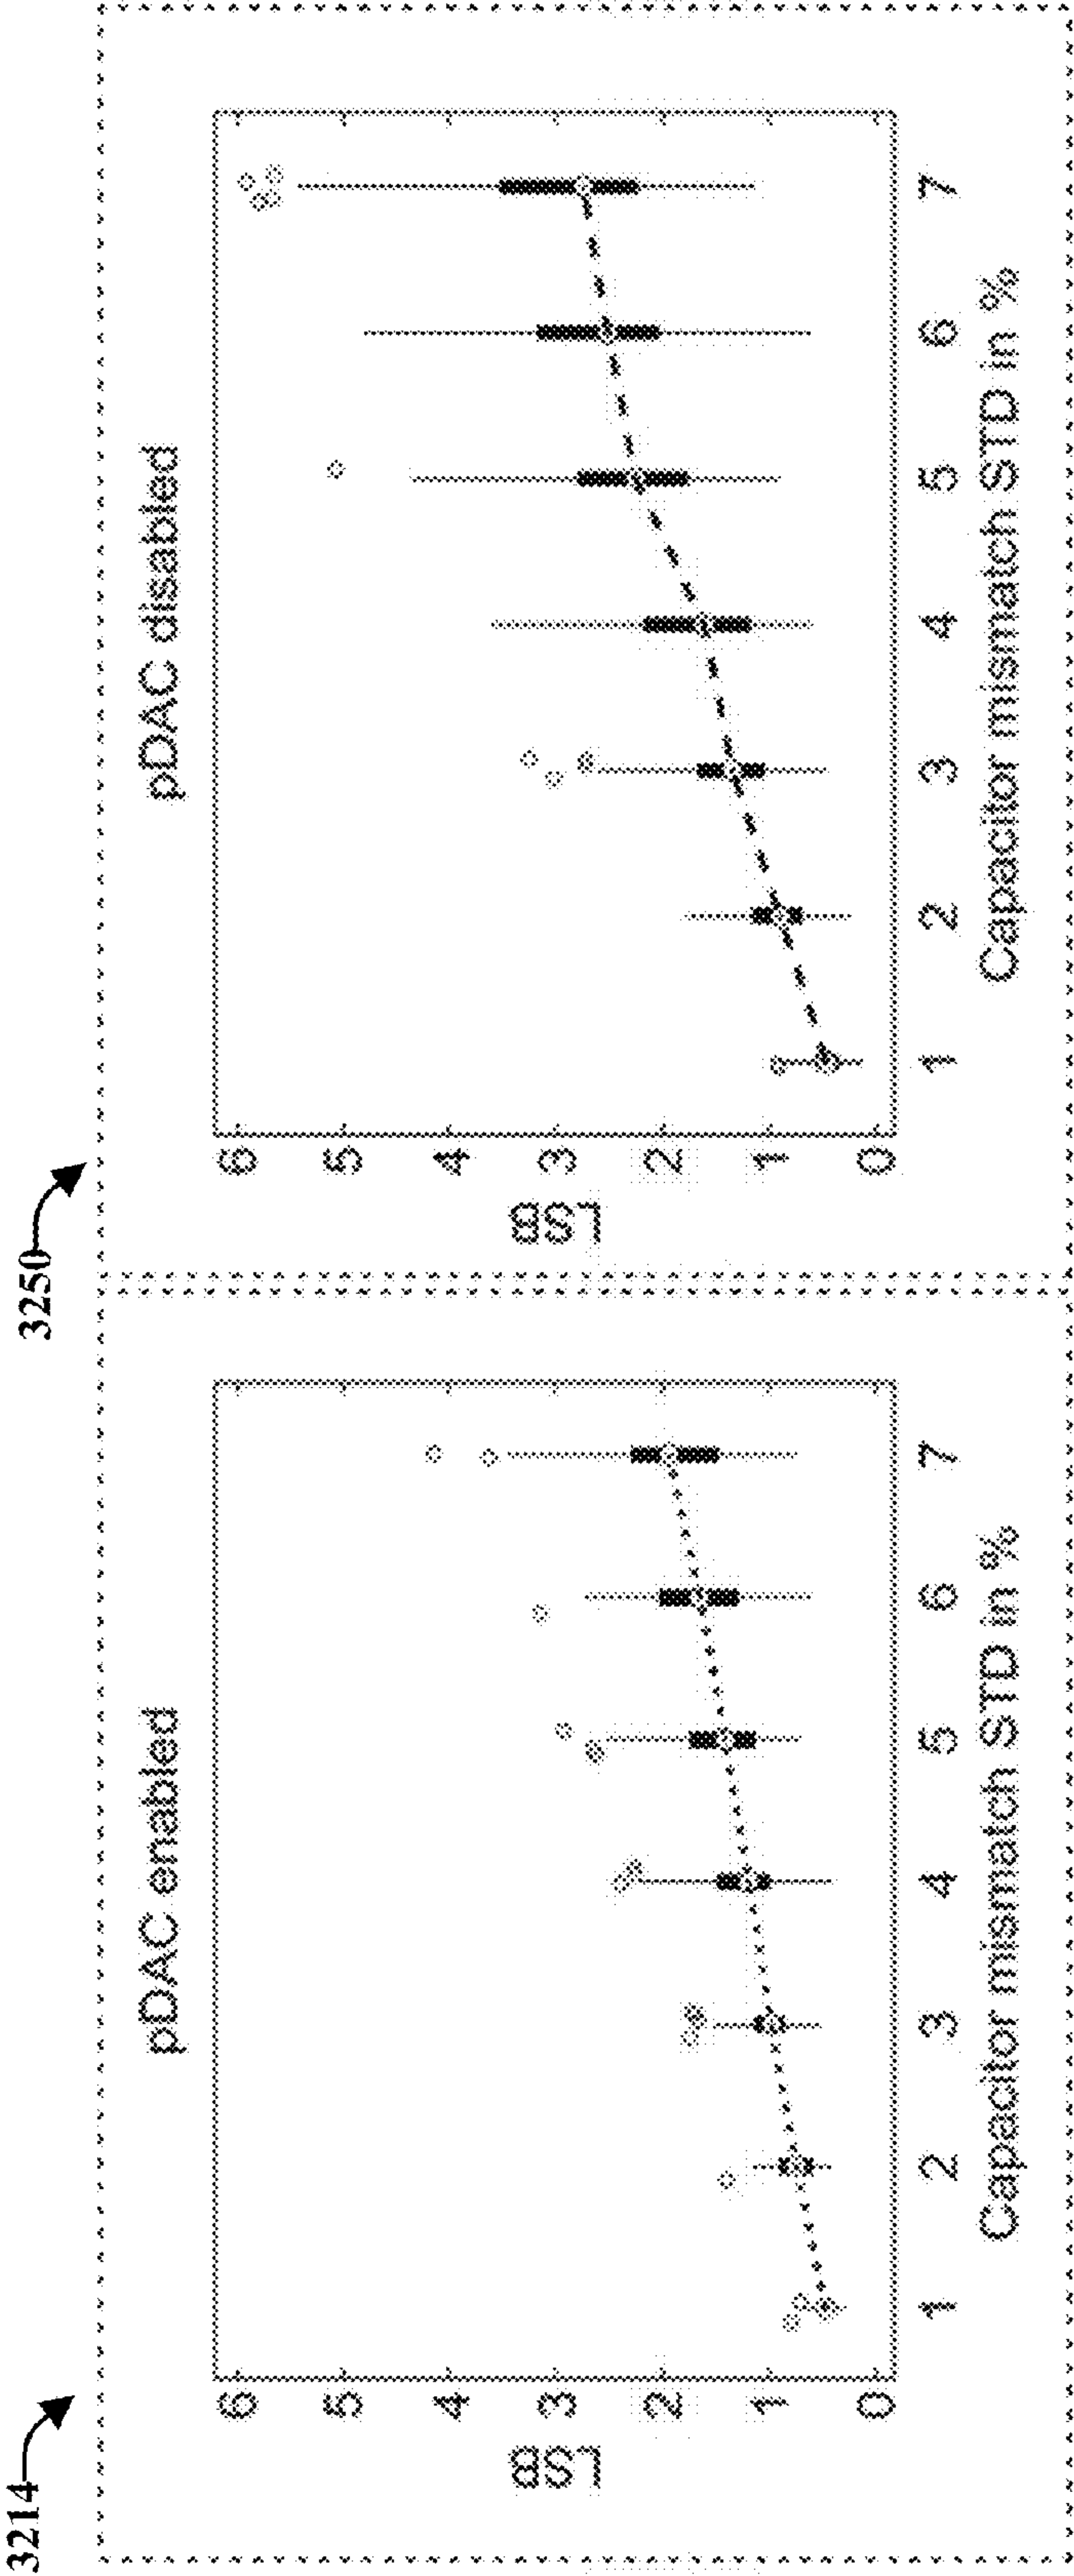 3214
pDAC enabled
LSB
6
5
4
3
2
1
0
1 2 3 4 5 6 7
Capacitor mismatch STD in %
3250
pDAC disabled
LSB
6
5
4
3
2
1
0
1 2 3 4 5 6 7
Capacitor mismatch STD in %